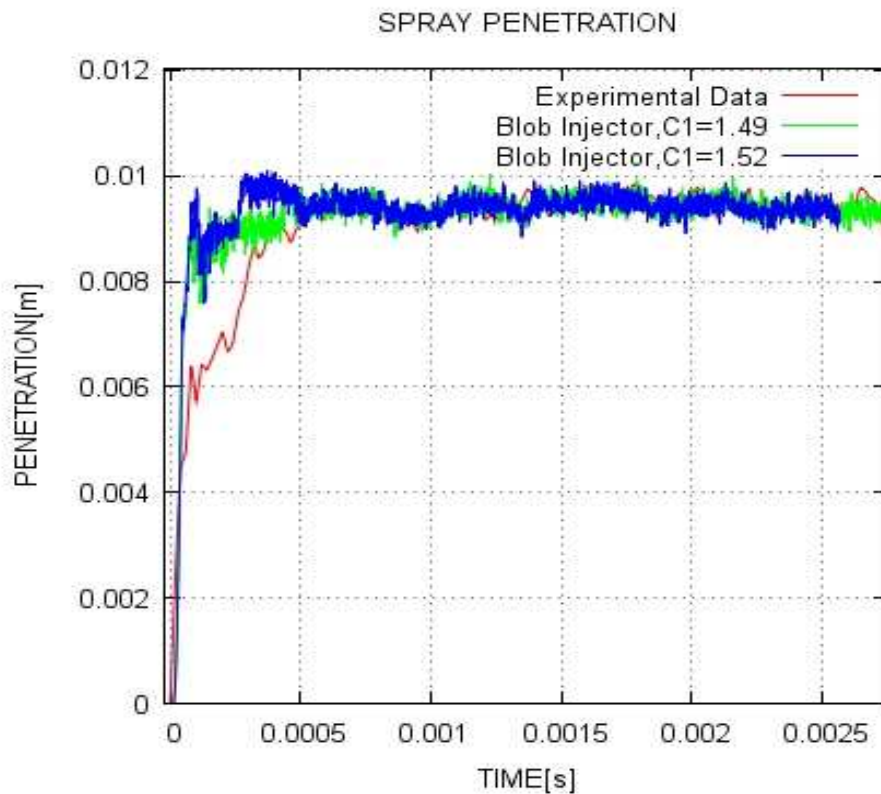 SPRAY PENETRATION
0.012
0.01
0.008
0.006
0.004
0.002
0
PENETRATION[m]
Experimental Data
Blob Injector,C1=1.49
Blob Injector,C1=1.52
0 0.0005 0.001 0.0015 0.002 0.0025
TIME[s]